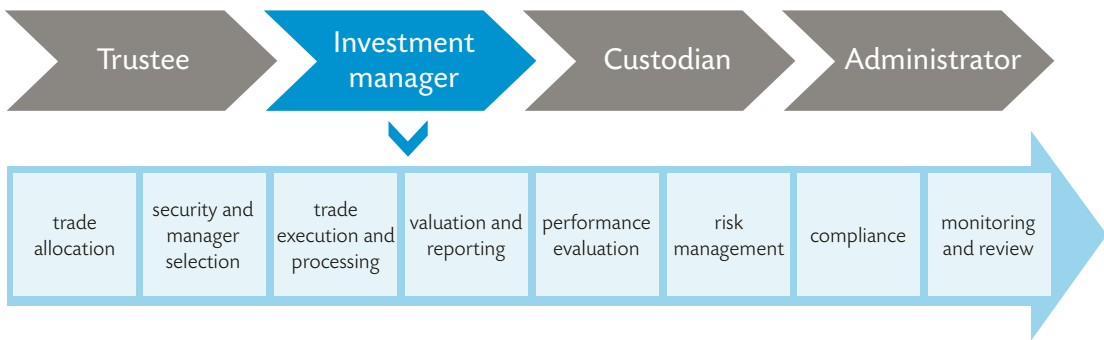 Trustee
Investment
manager
Custodian
Administrator
trade
allocation
security and
manager
selection
trade
execution and
processing
valuation and
reporting
performance
evaluation
risk
management
compliance
monitoring
and review